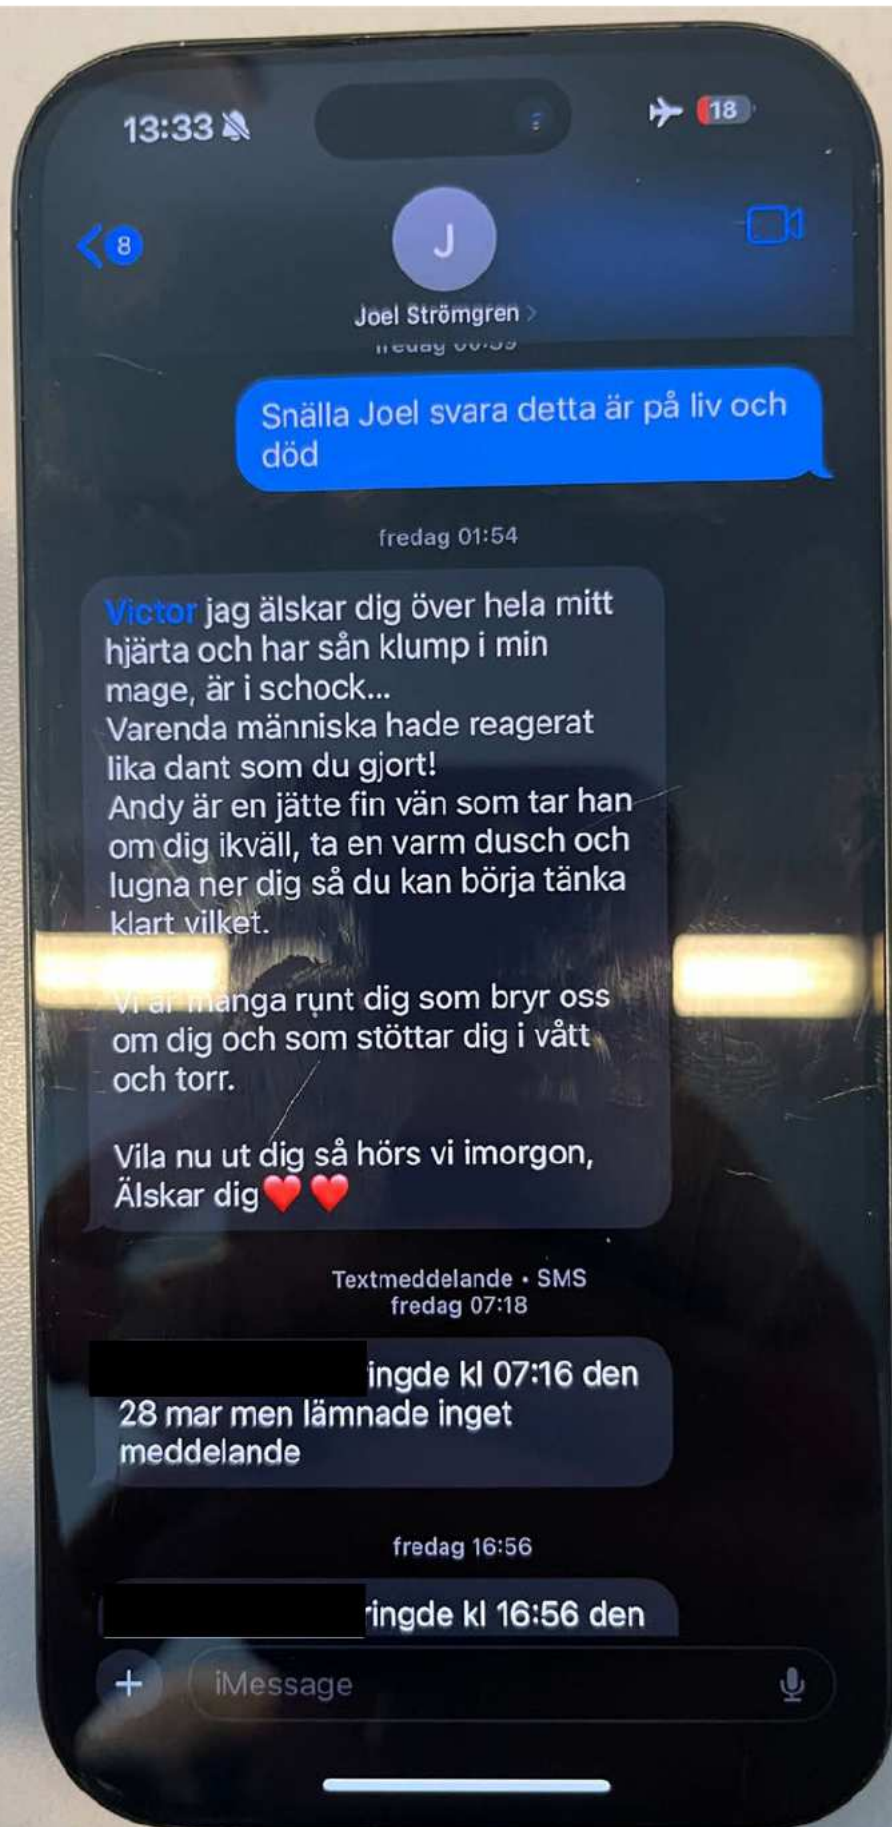 13:33
18
8
J
Joel Strömgren
Snälla Joel svara detta är på liv och
död
fredag 01:54
Victor jag älskar dig över hela mitt
hjärta och har sån klump i min
mage, är i schock...
Varenda människa hade reagerat
lika dant som du gjort!
Andy är en jätte fin vän som tar han
om dig ikväll, ta en varm dusch och
lugna ner dig så du kan börja tänka
klart vilket.
Vi är många runt dig som bryr oss
om dig och som stöttar dig i vått
och torr.
Vila nu ut dig så hörs vi imorgon,
Älskar dig❤️❤️
Textmeddelande • SMS
fredag 07:18
ingde kl 07:16 den
28 mar men lämnade inget
meddelande
fredag 16:56
ringde kl 16:56 den
iMessage